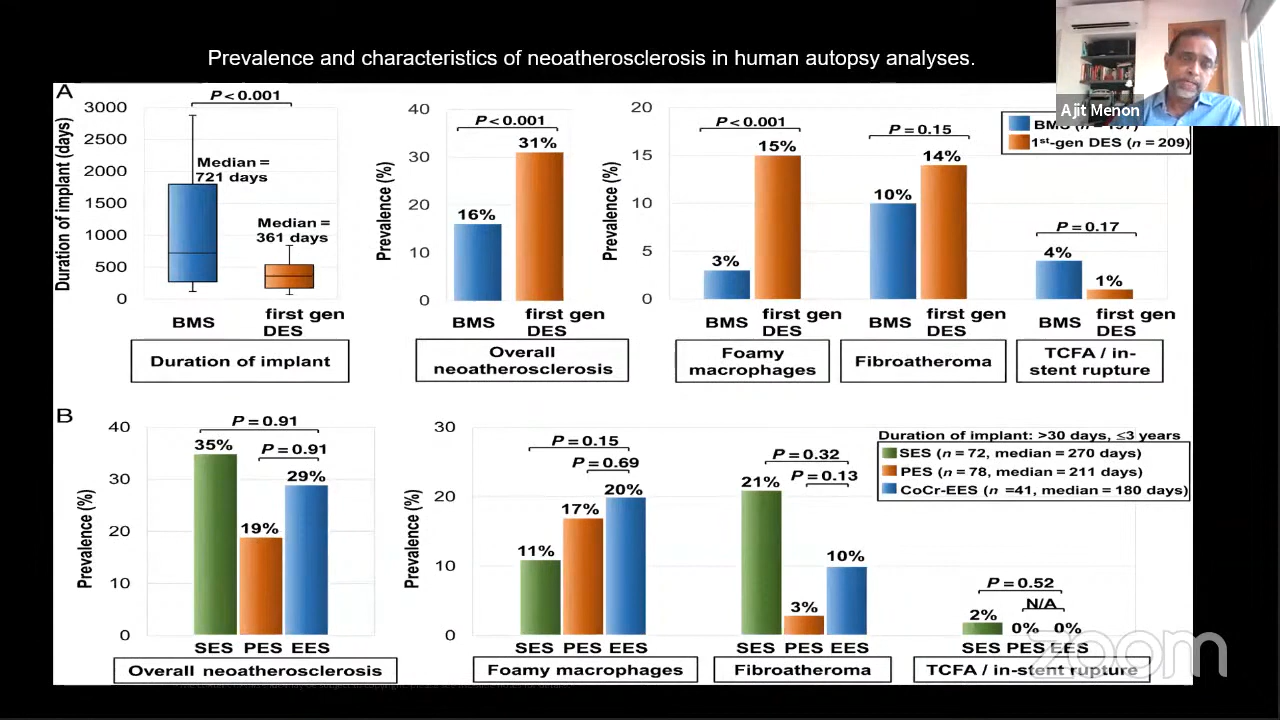 Prevalence and characteristics of neoatherosclerosis in human autopsy analyses.
Ajit Menon
A
Duration of implant (days)
3000
2500
2000
1500
1000
500
0
P < 0.001
Median =
721 days
Median =
361 days
BMS
first gen
DES
Duration of implant
Prevalence (%)
40
30
20
10
0
P < 0.001
16%
31%
BMS
first gen
DES
Overall
neoatherosclerosis
Prevalence (%)
20
15
10
5
0
P < 0.001
3%
15%
BMS
first gen
DES
Foamy
macrophages
P = 0.15
10%
14%
BMS
first gen
DES
Fibroatheroma
P = 0.17
4%
1%
BMS
first gen
DES
TCFA / in-
stent rupture
BMS
1st-gen DES (n = 209)
B
Prevalence (%)
40
30
20
10
0
P = 0.91
P = 0.91
35%
19%
29%
SES PES EES
Overall neoatherosclerosis
Prevalence (%)
30
20
10
0
P = 0.15
P = 0.69
11%
17%
20%
SES PES EES
Foamy macrophages
P = 0.32
P = 0.13
21%
3%
10%
SES PES EES
Fibroatheroma
P = 0.52
N/A
2%
0%
0%
SES PES EES
TCFA / in-stent rupture
Duration of implant: >30 days, ≤3 years
SES (n = 72, median = 270 days)
PES (n = 78, median = 211 days)
CoCr-EES (n =41, median = 180 days)
zoom